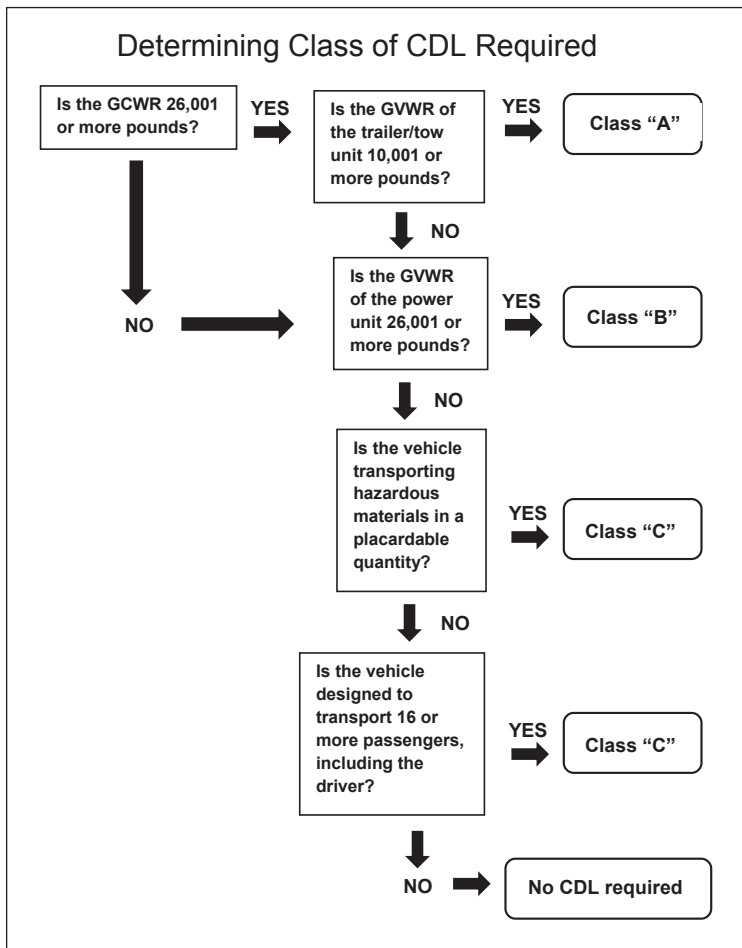 Determining Class of CDL Required
Is the GCWR 26,001
or more pounds?
YES
Is the GVWR of
the trailer/tow
unit 10,001 or
more pounds?
YES
Class “A”
NO
NO
Is the GVWR
of the power
unit 26,001 or
more pounds?
YES
Class “B”
NO
Is the vehicle
transporting
hazardous
materials in a
placardable
quantity?
YES
Class “C”
NO
Is the vehicle
designed to
transport 16 or
more passengers,
including the
driver?
YES
Class “C”
NO
No CDL required